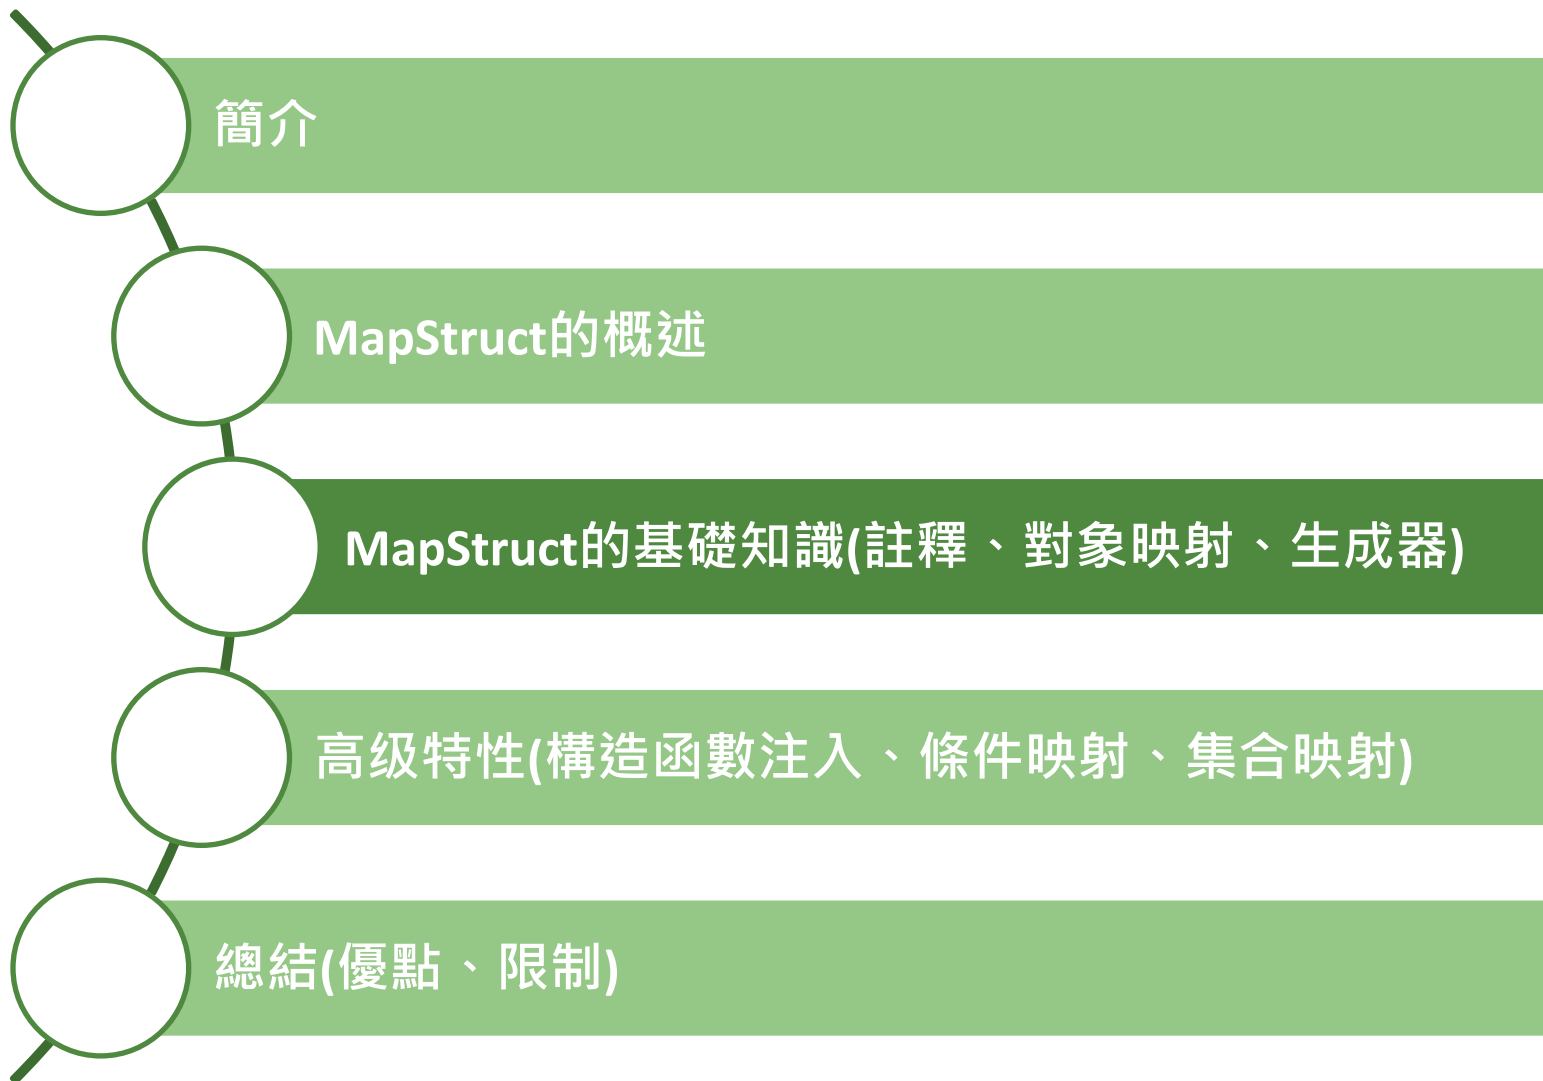 簡介
MapStruct的概述
MapStruct的基礎知識(註釋、對象映射、生成器)
高级特性(構造函數注入、條件映射、集合映射)
總結(優點、限制)